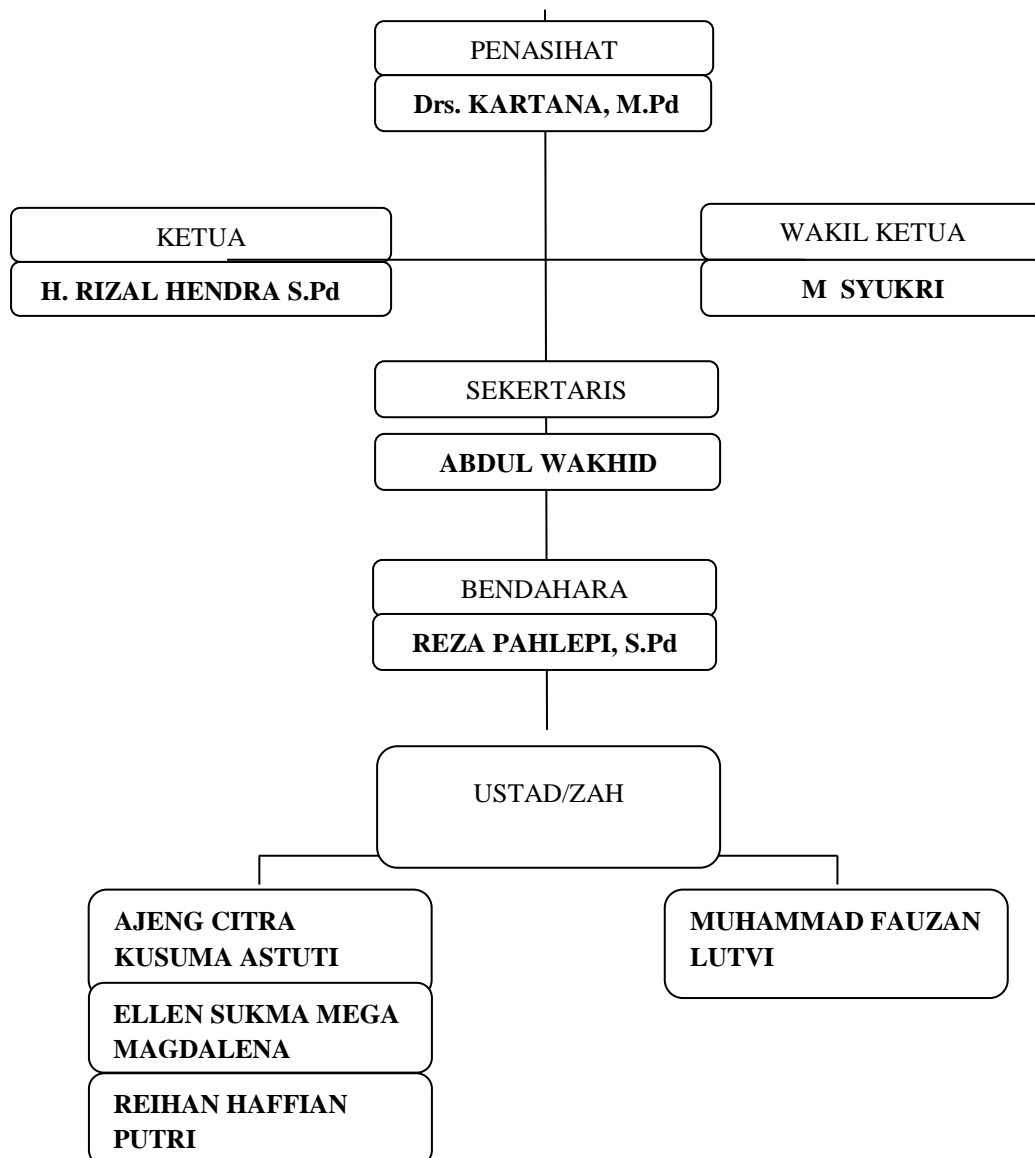 PENASIHAT
Drs. KARTANA, M.Pd
KETUA
H. RIZAL HENDRA S.Pd
WAKIL KETUA
M SYUKRI
SEKERTARIS
ABDUL WAKHID
BENDAHARA
REZA PAHLEPI, S.Pd
USTAD/ZAH
AJENG CITRA
KUSUMA ASTUTI
ELLEN SUKMA MEGA
MAGDALENA
REIHAN HAFFIAN
PUTRI
MUHAMMAD FAUZAN
LUTVI